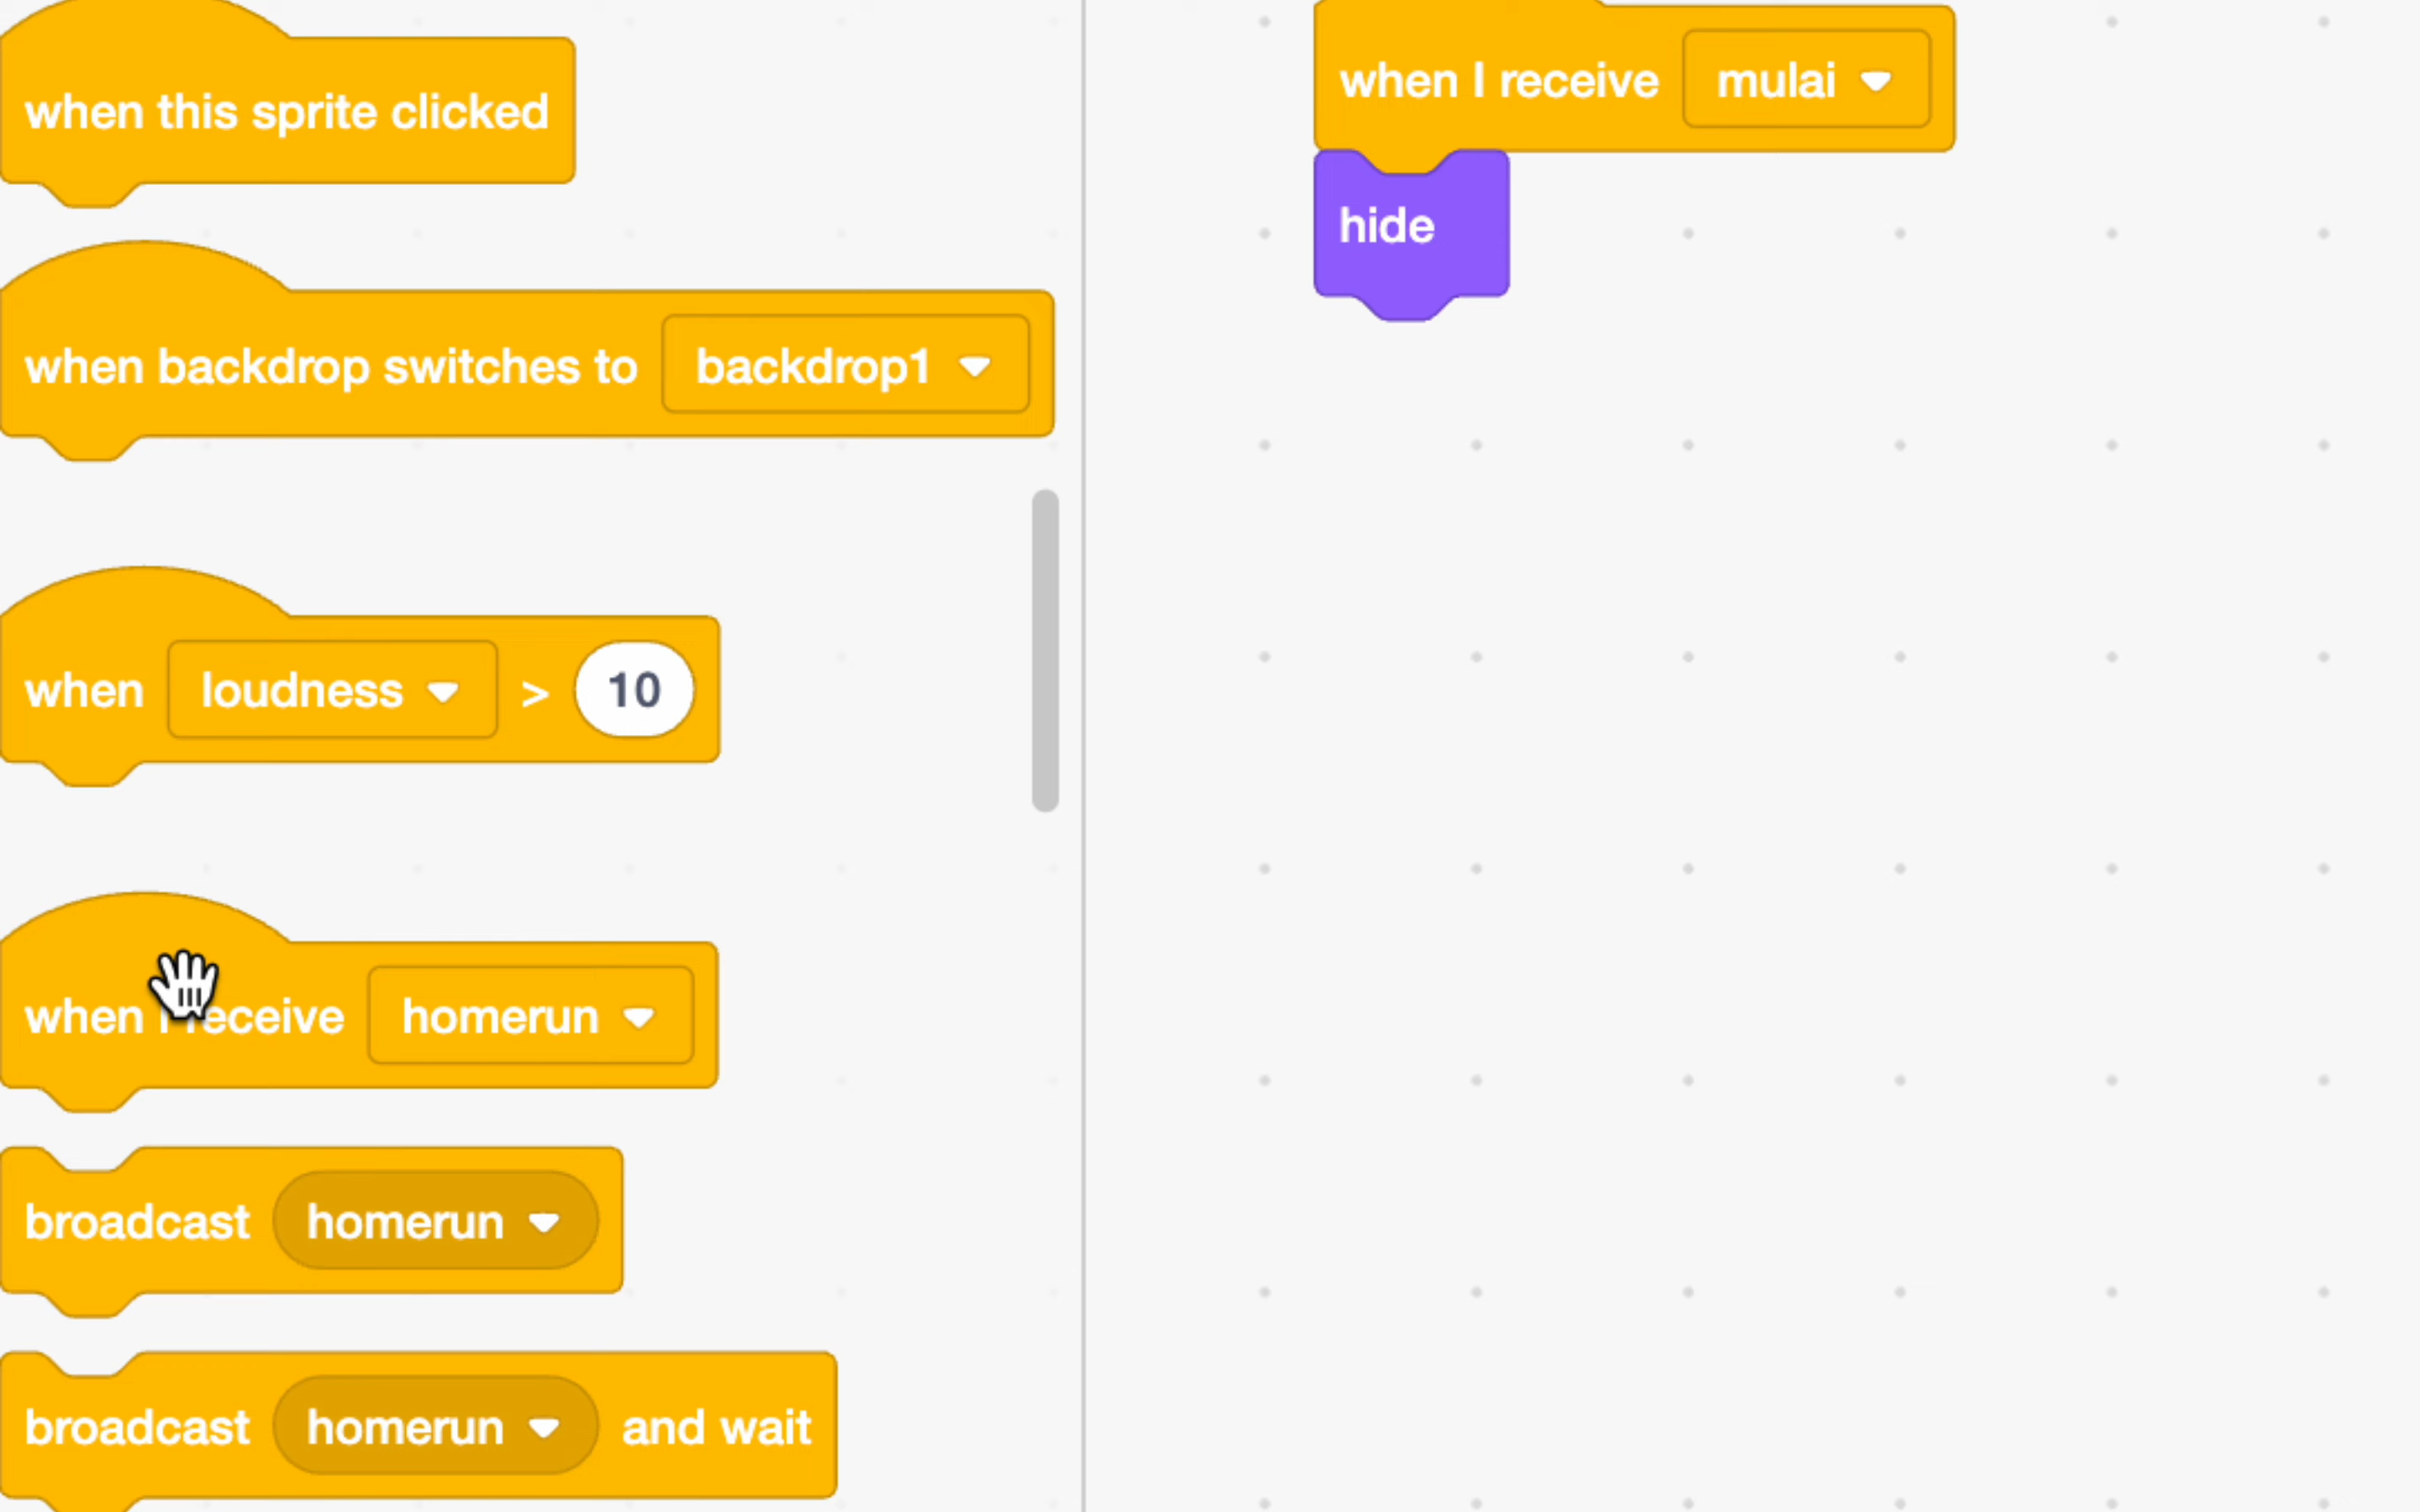 when this sprite clicked
when backdrop switches to backdrop1
when loudness > 10
when I receive homerun
broadcast homerun
broadcast homerun and wait
when I receive mulai
hide